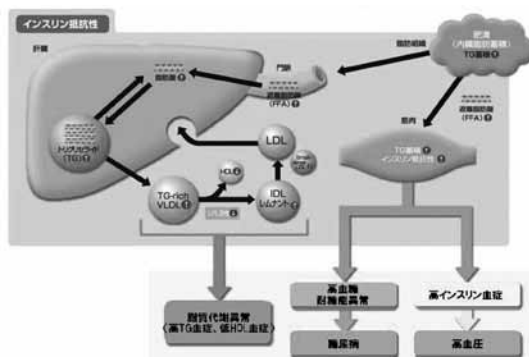 インスリン抵抗性
肝臓
脂肪酸
門脈
遊離脂肪酸
(FFA)
脂肪組織
肥満
(内臓脂肪蓄積)
TG蓄積
遊離脂肪酸
(FFA)
筋肉
TG蓄積
インスリン抵抗性
トリグリセライド
(TG)
LDL
HDL
TG-rich
VLDL
IDL
レムナント
脂質代謝異常
(高TG血症、低HDL血症)
高血糖
耐糖能異常
糖尿病
高インスリン血症
高血圧